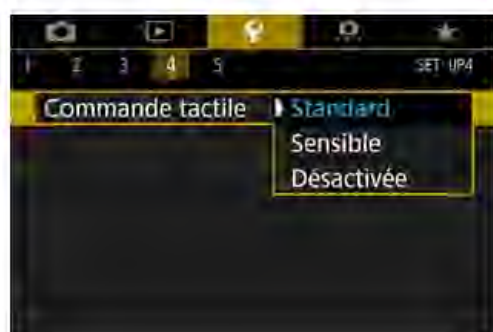 1 2 3 4 5 SET UP4
Commande tactile Standard
Sensible
Désactivée